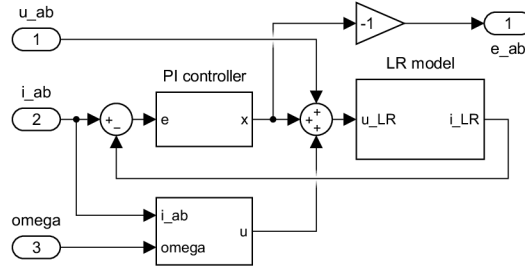 u_ab
1
-1
1
e_ab
PI controller
LR model
i_ab
2
+
−
e
x
+
+
+
u_LR
i_LR
omega
3
i_ab
omega
u